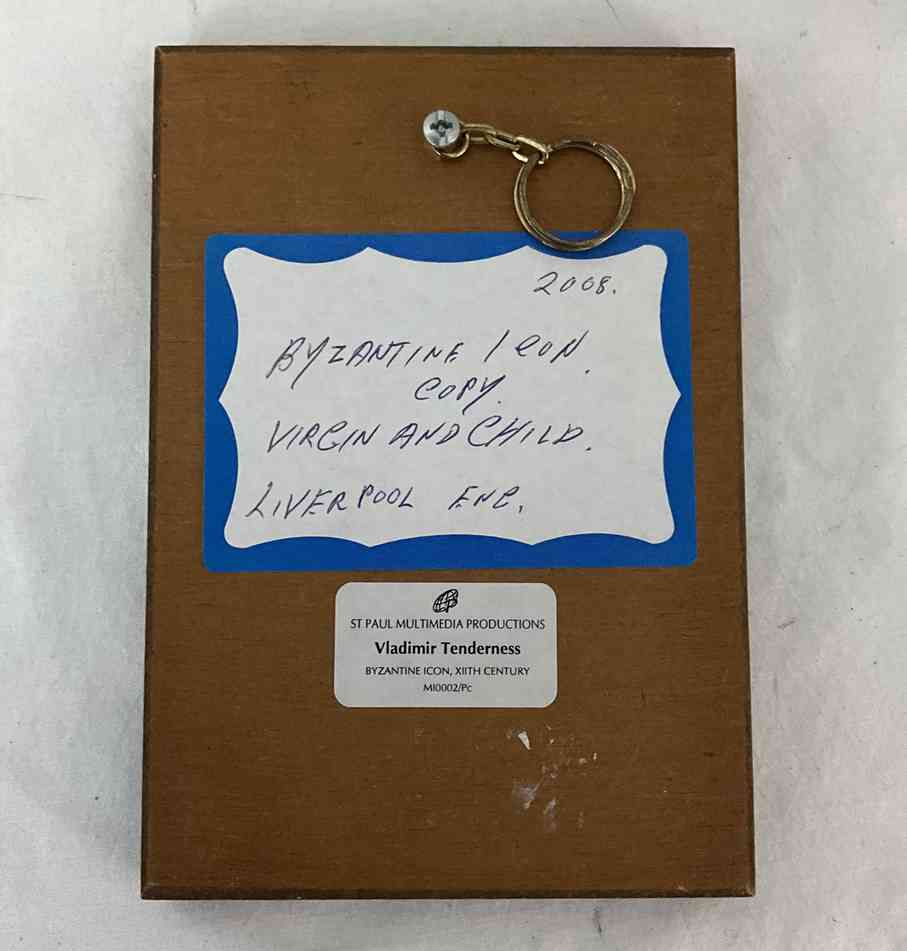 2008.
BYZANTINE ICON.
COPY.
VIRGIN AND CHILD.
LIVERPOOL ENG.
ST PAUL MULTIMEDIA PRODUCTIONS
Vladimir Tenderness
BYZANTINE ICON, XIITH CENTURY
MI0002/Pc